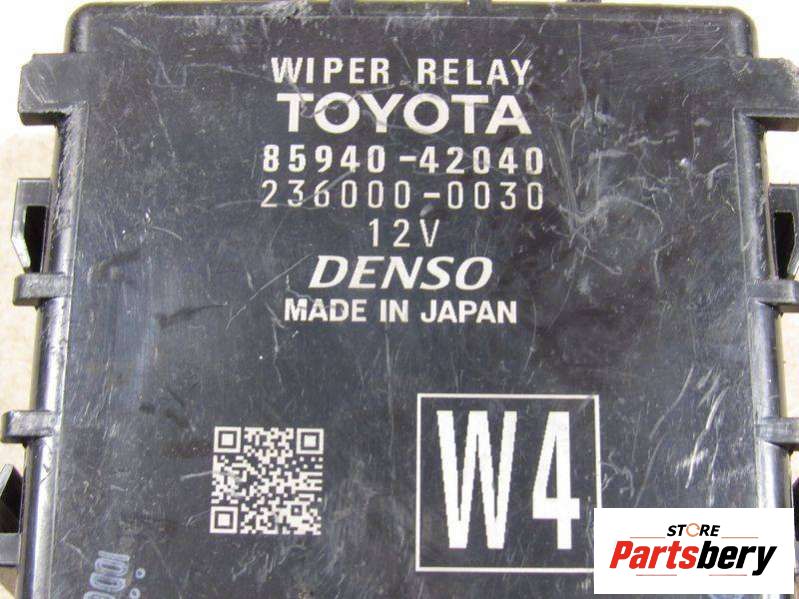 WIPER RELAY
TOYOTA
85940-42040
236000-0030
12V
DENSO
MADE IN JAPAN
W4
STORE
Partsbery